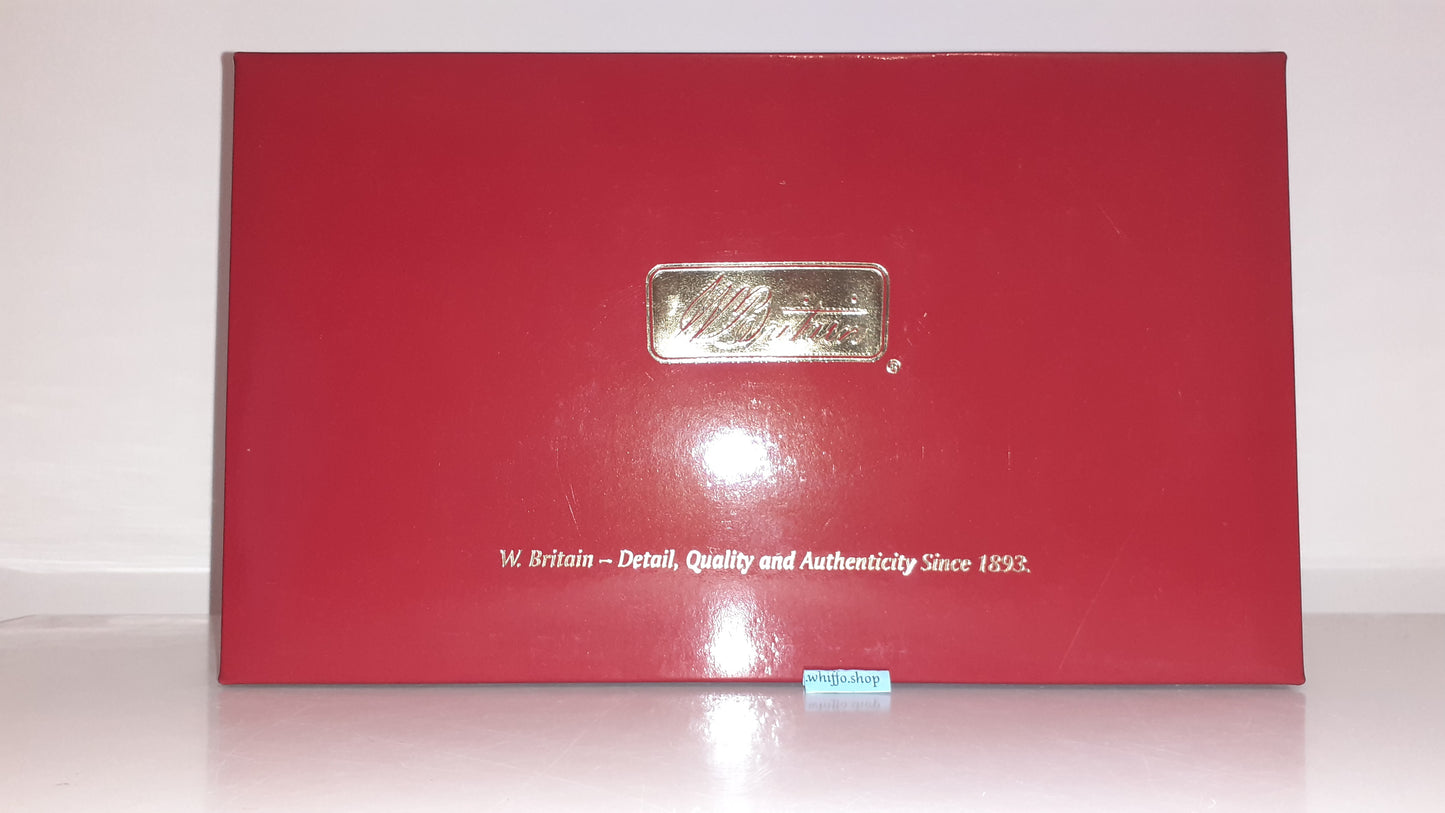 W Britain
®
W. Britain – Detail, Quality and Authenticity Since 1893.
.whiffo.shop